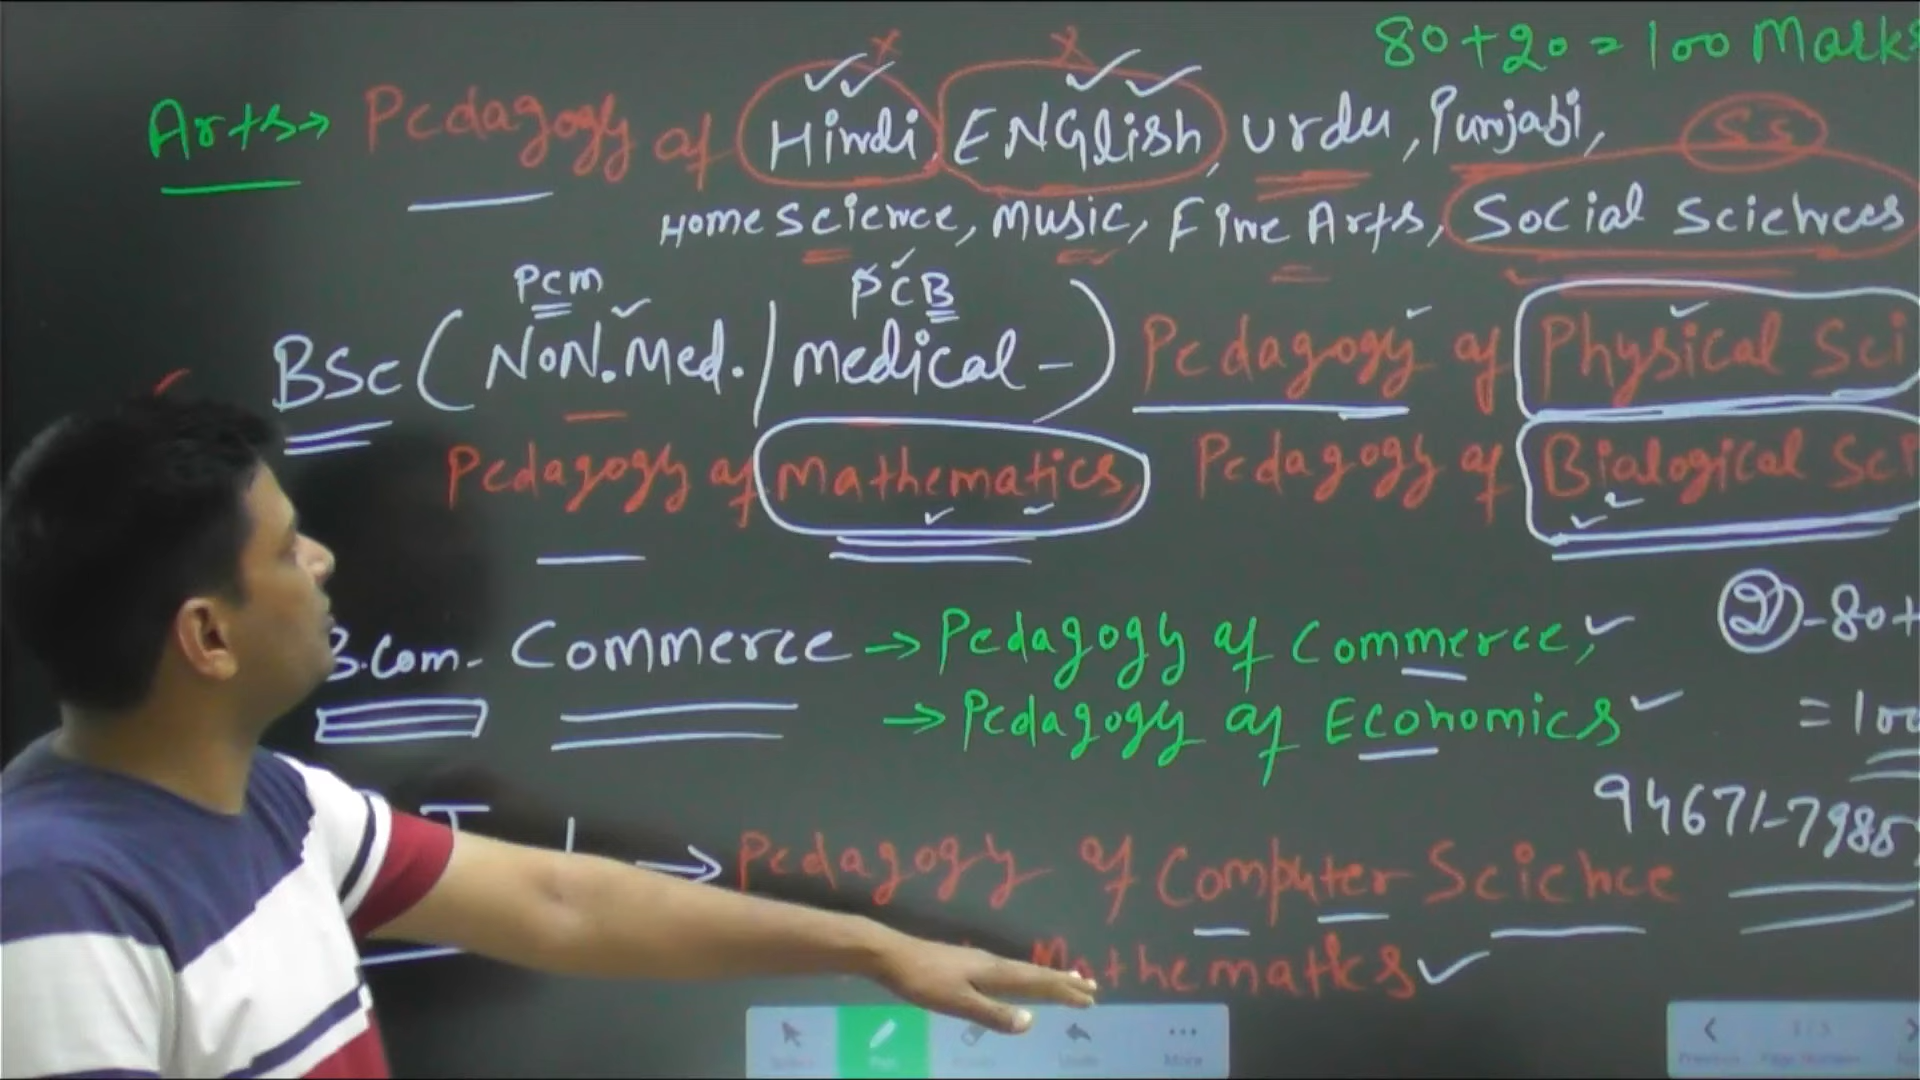 80+20=100 Marks
Arts→ Pedagogy of Hindi, ENGlish, Urdu, Punjabi,
SS
Home Science, Music, Fine Arts, Social Sciences
PCM PCB
BSc (NON.Med./medical-) Pedagogy of Physical Sci
Pedagogy of Mathematics, Pedagogy of Biological Sci
②-80+
B.Com- Commerce → Pedagogy of Commerce,
→ Pedagogy of Economics
=100
94671-7985
→ Pedagogy of Computer Science
Mathematics
More